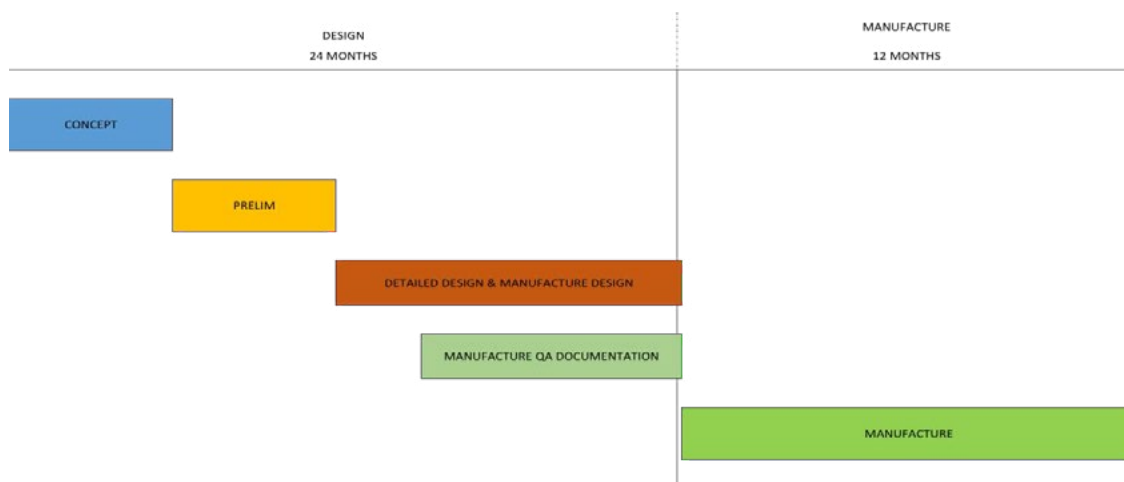 DESIGN
24 MONTHS
MANUFACTURE
12 MONTHS
CONCEPT
PRELIM
DETAILED DESIGN & MANUFACTURE DESIGN
MANUFACTURE QA DOCUMENTATION
MANUFACTURE